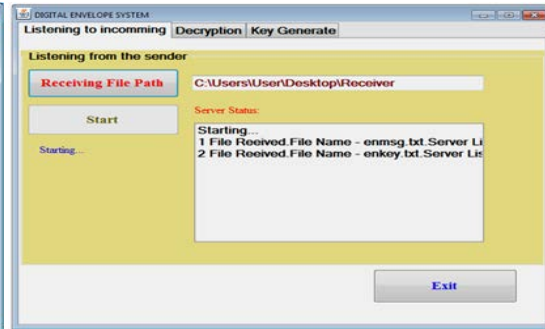 DIGITAL ENVELOPE SYSTEM
Listening to incomming Decryption Key Generate
Listening from the sender
Receiving File Path C:\Users\User\Desktop\Receiver
Start
Server Status:
Starting...
Starting...
1 File Reeived.File Name - enmsg.txt.Server Li
2 File Reeived.File Name - enkey.txt.Server Lis
Exit